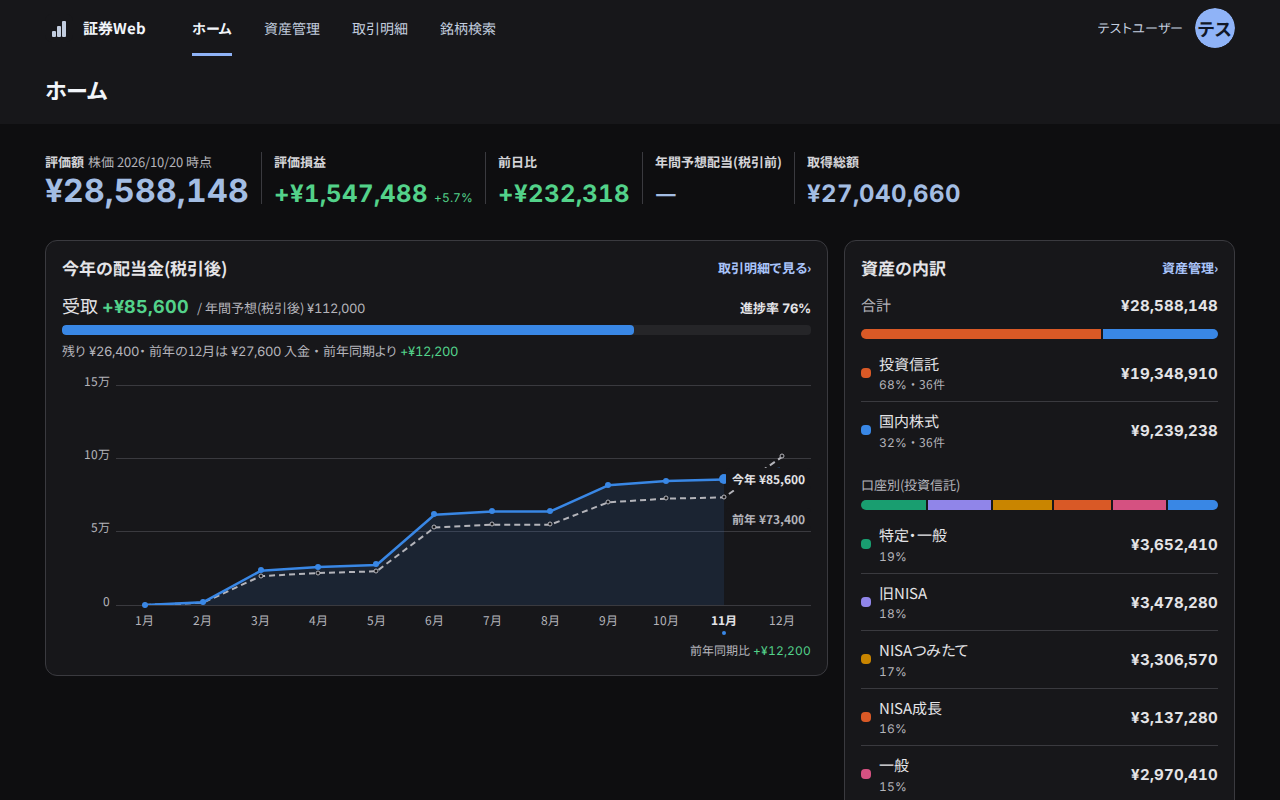 証券Web ホーム 資産管理 取引明細 銘柄検索 テストユーザー テス
ホーム
評価額 株価 2026/10/20 時点
¥28,588,148
評価損益
+¥1,547,488 +5.7%
前日比
+¥232,318
年間予想配当(税引前)
—
取得総額
¥27,040,660
今年の配当金(税引後) 取引明細で見る›
受取 +¥85,600 / 年間予想(税引後) ¥112,000 進捗率 76%
残り ¥26,400・前年の12月は ¥27,600 入金・前年同期より +¥12,200
15万
10万
5万
0
今年 ¥85,600
前年 ¥73,400
1月 2月 3月 4月 5月 6月 7月 8月 9月 10月 11月 12月
前年同期比 +¥12,200
資産の内訳 資産管理›
合計 ¥28,588,148
投資信託 ¥19,348,910
68%・36件
国内株式 ¥9,239,238
32%・36件
口座別(投資信託)
特定・一般 ¥3,652,410
19%
旧NISA ¥3,478,280
18%
NISAつみたて ¥3,306,570
17%
NISA成長 ¥3,137,280
16%
一般 ¥2,970,410
15%